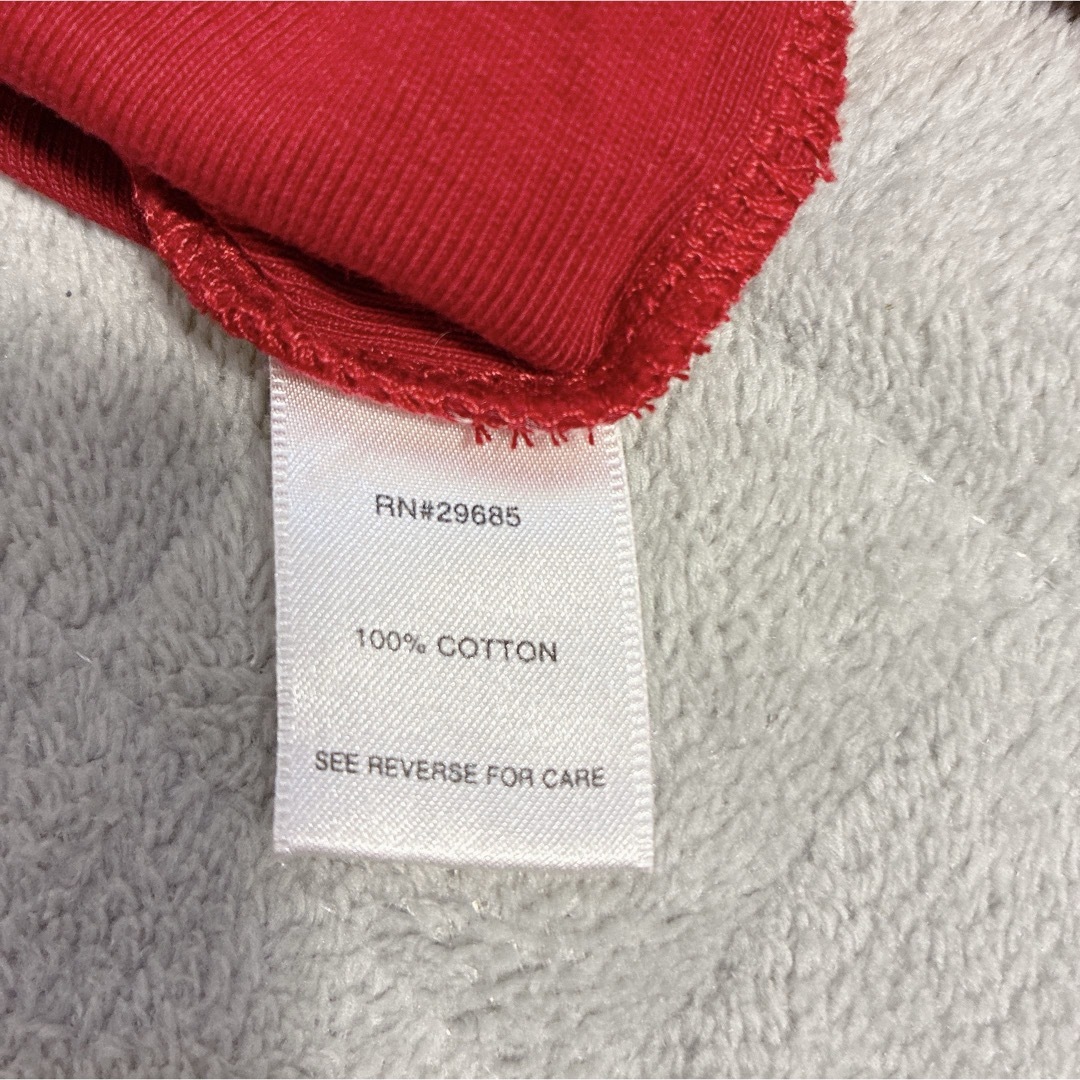 RN#29685
100% COTTON
SEE REVERSE FOR CARE